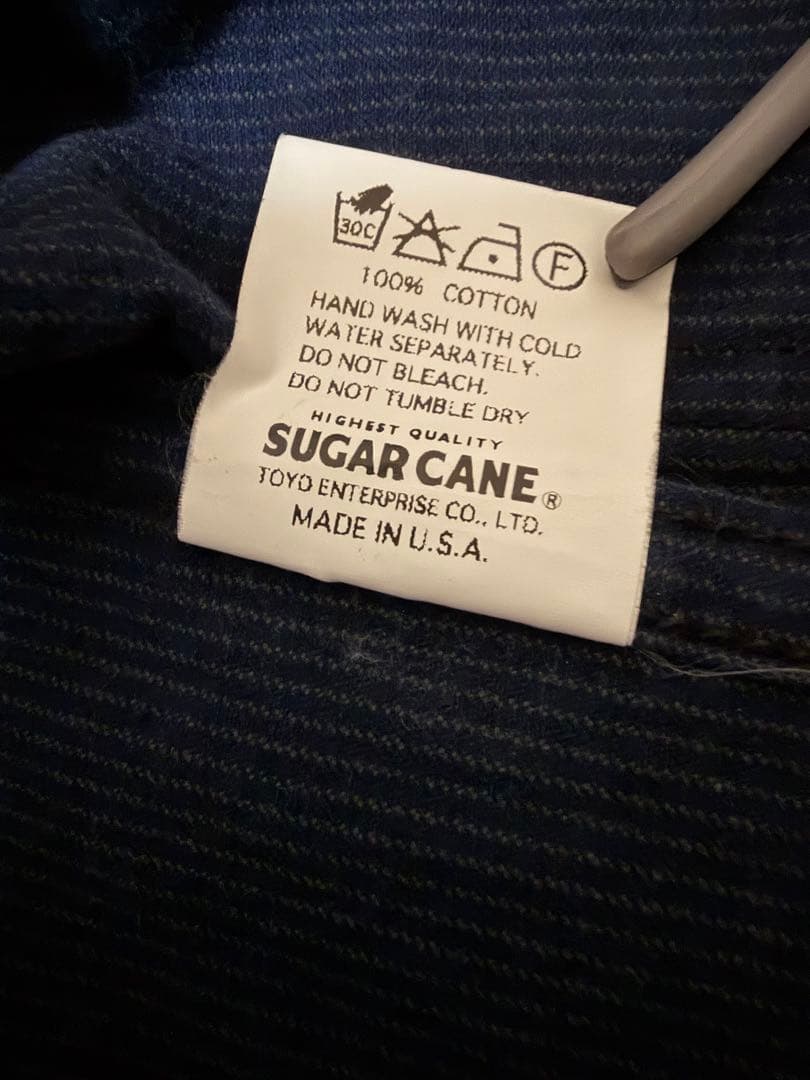 30C F
100% COTTON
HAND WASH WITH COLD
WATER SEPARATELY.
DO NOT BLEACH.
DO NOT TUMBLE DRY
HIGHEST QUALITY
SUGAR CANE®
TOYO ENTERPRISE CO., LTD.
MADE IN U.S.A.